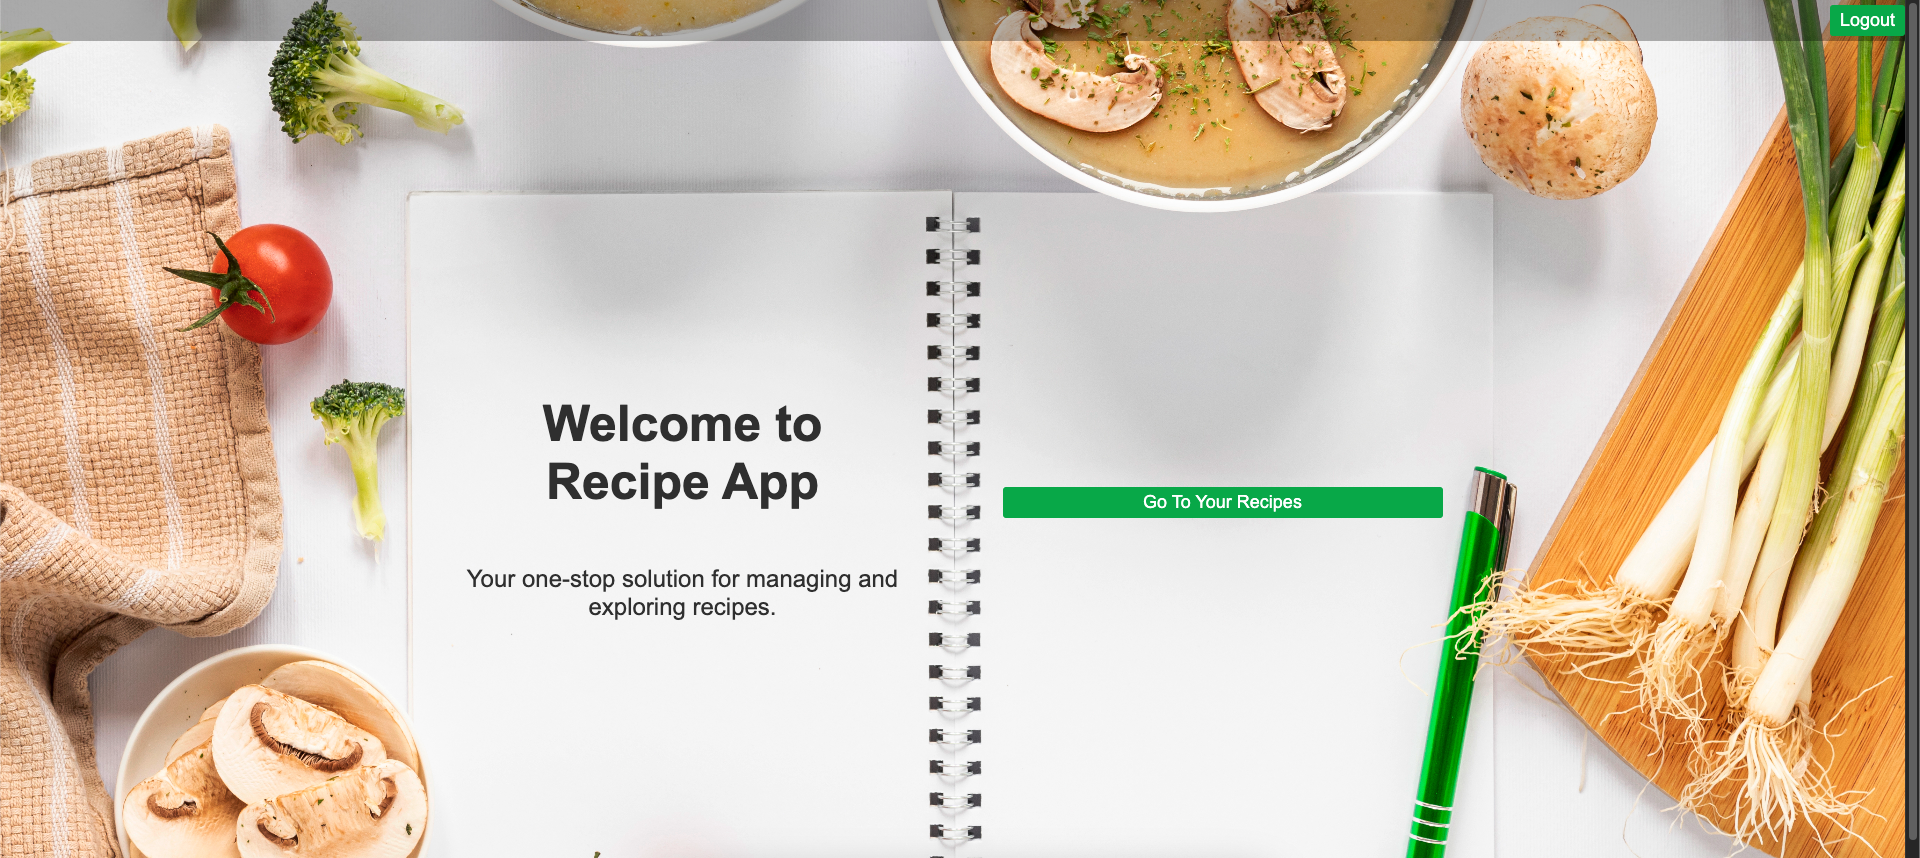 Logout
Welcome to
Recipe App
Your one-stop solution for managing and
exploring recipes.
Go To Your Recipes